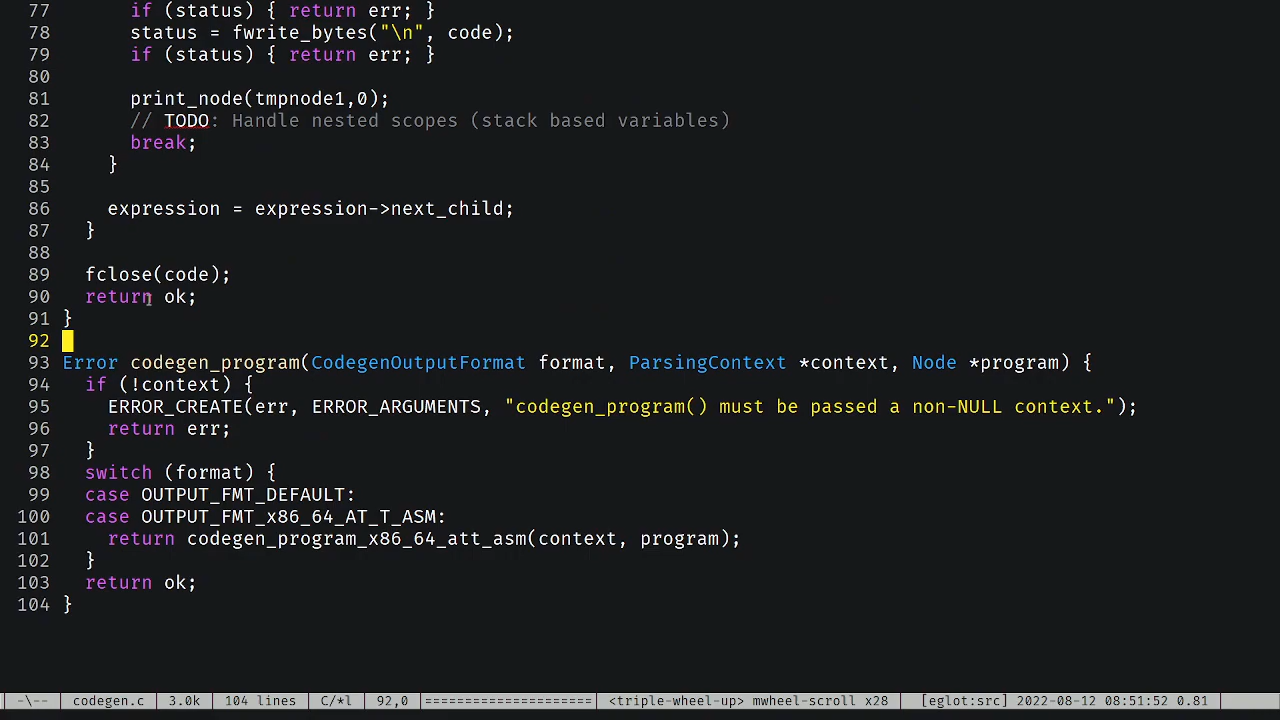 77       if (status) { return err; }
78       status = fwrite_bytes("\n", code);
79       if (status) { return err; }
80
81       print_node(tmpnode1,0);
82       // TODO: Handle nested scopes (stack based variables)
83       break;
84     }
85
86     expression = expression->next_child;
87   }
88
89   fclose(code);
90   return ok;
91 }
92
93 Error codegen_program(CodegenOutputFormat format, ParsingContext *context, Node *program) {
94   if (!context) {
95     ERROR_CREATE(err, ERROR_ARGUMENTS, "codegen_program() must be passed a non-NULL context.");
96     return err;
97   }
98   switch (format) {
99   case OUTPUT_FMT_DEFAULT:
100   case OUTPUT_FMT_x86_64_AT_T_ASM:
101     return codegen_program_x86_64_att_asm(context, program);
102   }
103   return ok;
104 }
-\-- codegen.c 3.0k 104 lines C/*l 92,0 ====================== <triple-wheel-up> mwheel-scroll x28 [eglot:src] 2022-08-12 08:51:52 0.81